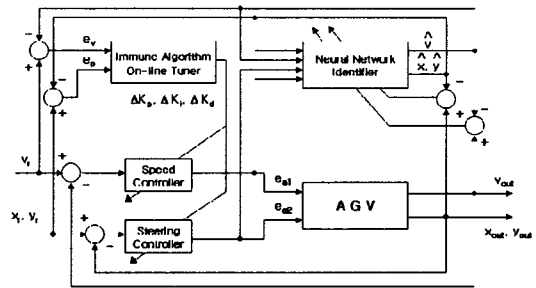 e_v
e_p
Immune Algorithm
On-line Tuner
ΔK_p, ΔK_i, ΔK_d
Neural Network
Identifier
v̂
x̂, ŷ
v_r
Speed
Controller
e_a1
A G V
v_out
x_r, y_r
Steering
Controller
e_a2
x_out, y_out